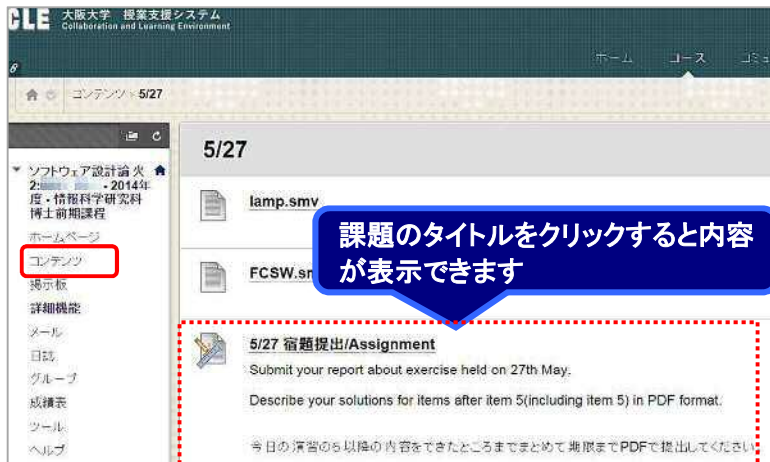 CLE 大阪大学 授業支援システム
Collaboration and Learning Environment
ホーム コース コミュ
コンテンツ > 5/27
5/27
ソフトウェア設計論 火
2: - 2014年
度 - 情報科学研究科
博士前期課程
ホームページ
コンテンツ
掲示板
詳細機能
メール
日誌
グループ
成績表
ツール
ヘルプ
lamp.smv
課題のタイトルをクリックすると内容
が表示できます
FCSW.sm
5/27 宿題提出/Assignment
Submit your report about exercise held on 27th May.
Describe your solutions for items after item 5(including item 5) in PDF format.
今日の演習の5以降の内容をできたところまでまとめて期限までPDFで提出してください